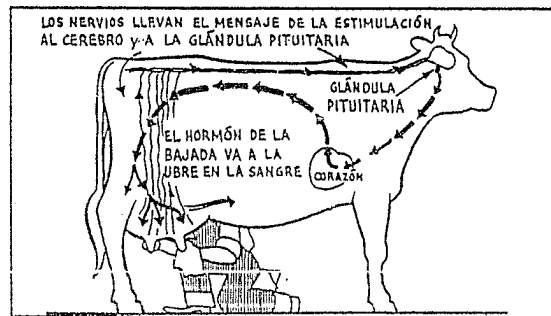 LOS NERVIOS LLEVAN EL MENSAJE DE LA ESTIMULACIÓN
AL CEREBRO y A LA GLÁNDULA PITUITARIA
GLÁNDULA
PITUITARIA
EL HORMÓN DE LA
BAJADA VA A LA
UBRE EN LA SANGRE
CORAZÓN